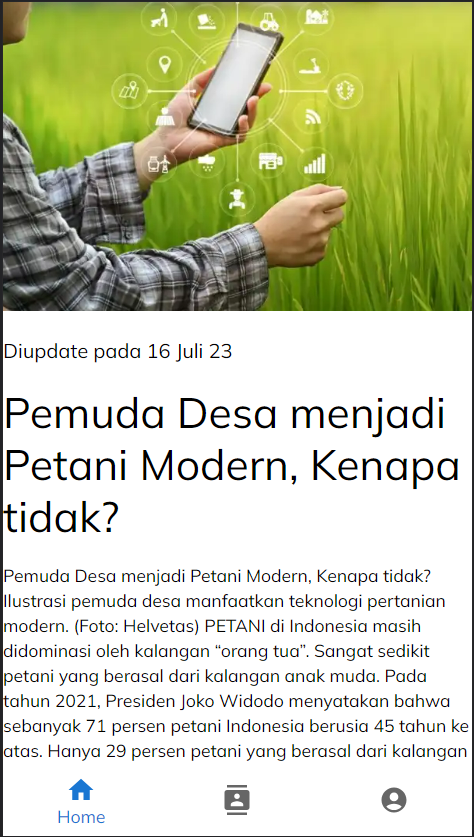 Diupdate pada 16 Juli 23
Pemuda Desa menjadi
Petani Modern, Kenapa
tidak?
Pemuda Desa menjadi Petani Modern, Kenapa tidak?
Ilustrasi pemuda desa manfaatkan teknologi pertanian
modern. (Foto: Helvetas) PETANI di Indonesia masih
didominasi oleh kalangan “orang tua”. Sangat sedikit
petani yang berasal dari kalangan anak muda. Pada
tahun 2021, Presiden Joko Widodo menyatakan bahwa
sebanyak 71 persen petani Indonesia berusia 45 tahun ke
atas. Hanya 29 persen petani yang berasal dari kalangan
Home